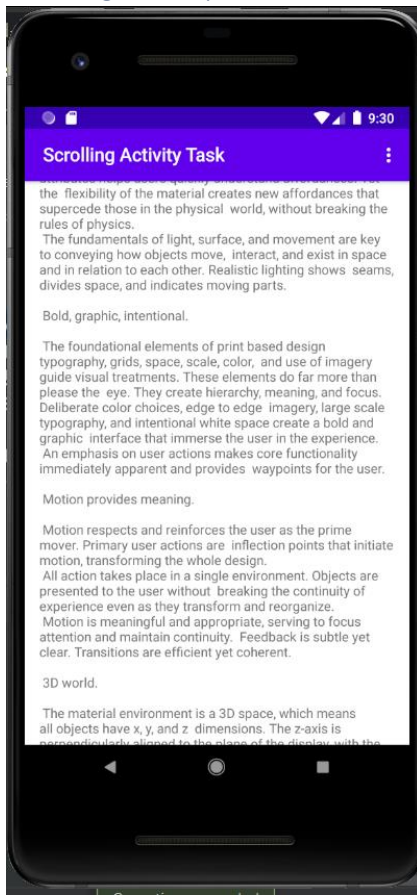 9:30
Scrolling Activity Task
the  flexibility of the material creates new affordances that
supercede those in the physical  world, without breaking the
rules of physics.
The fundamentals of light, surface, and movement are key
to conveying how objects move,  interact, and exist in space
and in relation to each other. Realistic lighting shows  seams,
divides space, and indicates moving parts.
Bold, graphic, intentional.
The foundational elements of print based design
typography, grids, space, scale, color,  and use of imagery
guide visual treatments. These elements do far more than
please the  eye. They create hierarchy, meaning, and focus.
Deliberate color choices, edge to edge  imagery, large scale
typography, and intentional white space create a bold and
graphic  interface that immerse the user in the experience.
An emphasis on user actions makes core functionality
immediately apparent and provides  waypoints for the user.
Motion provides meaning.
Motion respects and reinforces the user as the prime
mover. Primary user actions are  inflection points that initiate
motion, transforming the whole design.
All action takes place in a single environment. Objects are
presented to the user without  breaking the continuity of
experience even as they transform and reorganize.
Motion is meaningful and appropriate, serving to focus
attention and maintain continuity.  Feedback is subtle yet
clear. Transitions are efficient yet coherent.
3D world.
The material environment is a 3D space, which means
all objects have x, y, and z  dimensions. The z-axis is
perpendicularly aligned to the plane of the display, with the